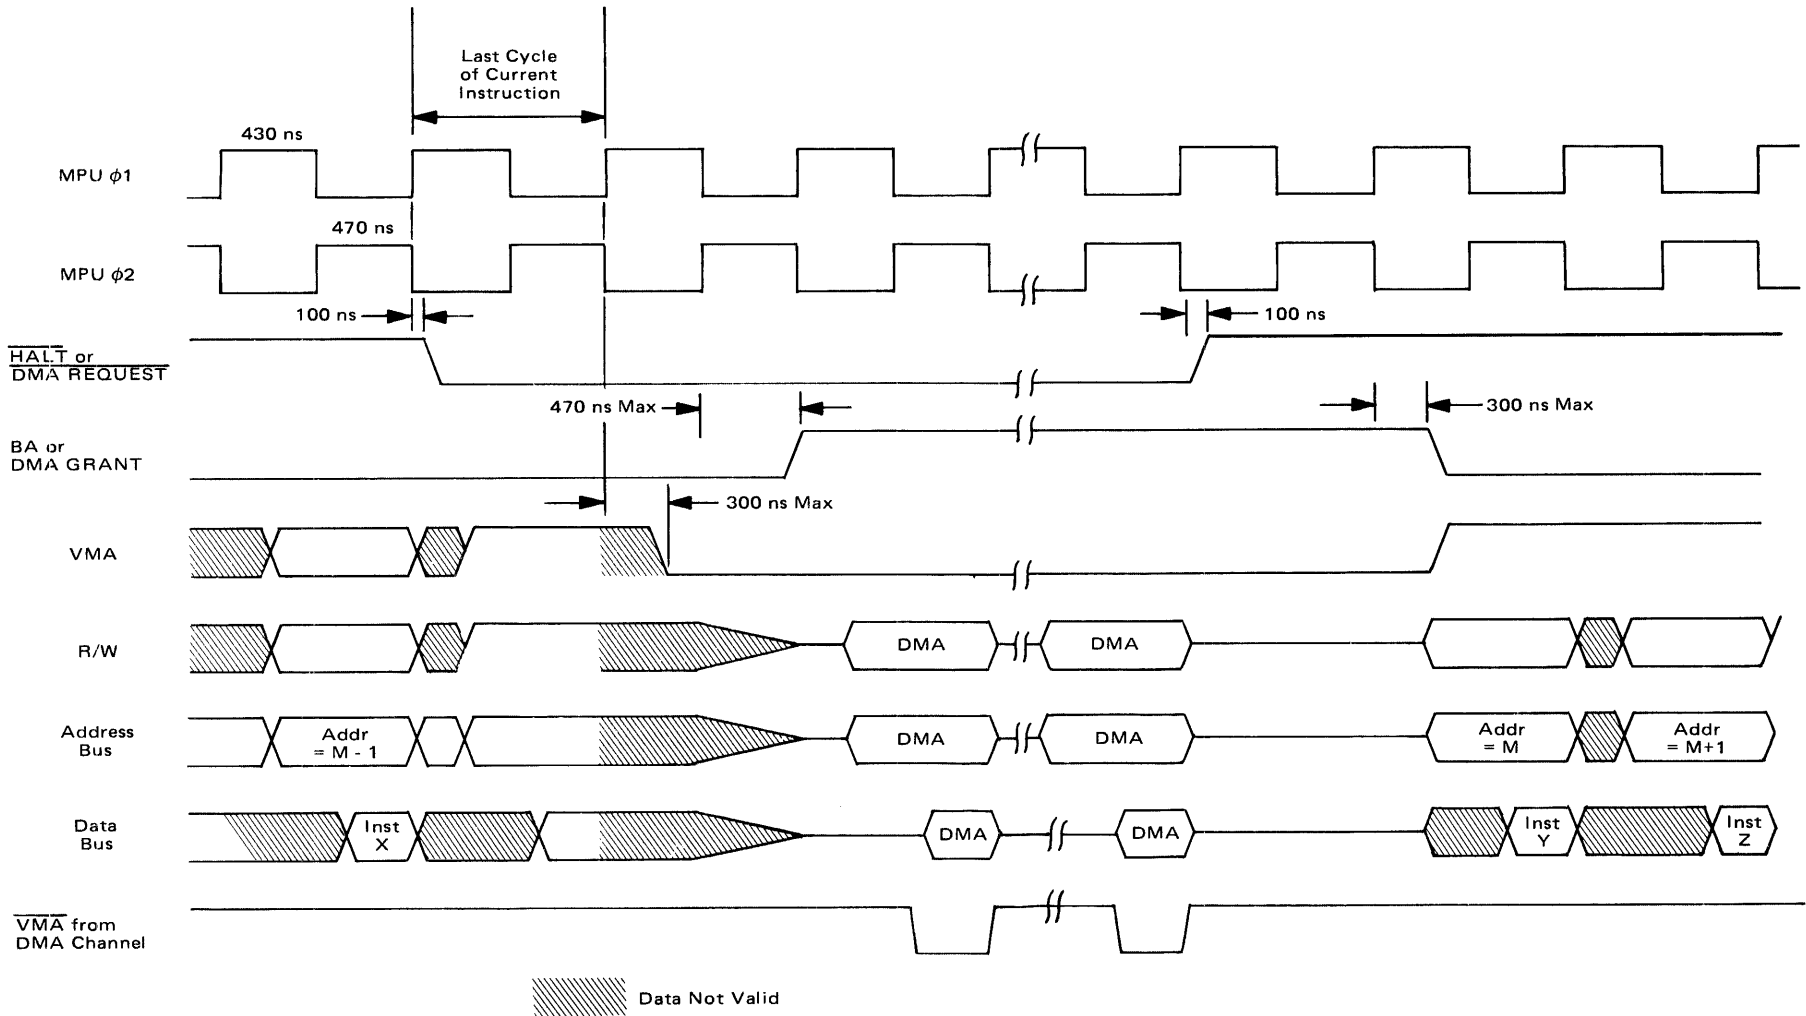 Last Cycle
of Current
Instruction
430 ns
MPU φ1
470 ns
MPU φ2
100 ns
100 ns
HALT or
DMA REQUEST
470 ns Max
300 ns Max
BA or
DMA GRANT
300 ns Max
VMA
R/W
DMA
DMA
Address
Bus
Addr
= M - 1
DMA
DMA
Addr
= M
Addr
= M+1
Data
Bus
Inst
X
DMA
DMA
Inst
Y
Inst
Z
VMA from
DMA Channel
Data Not Valid